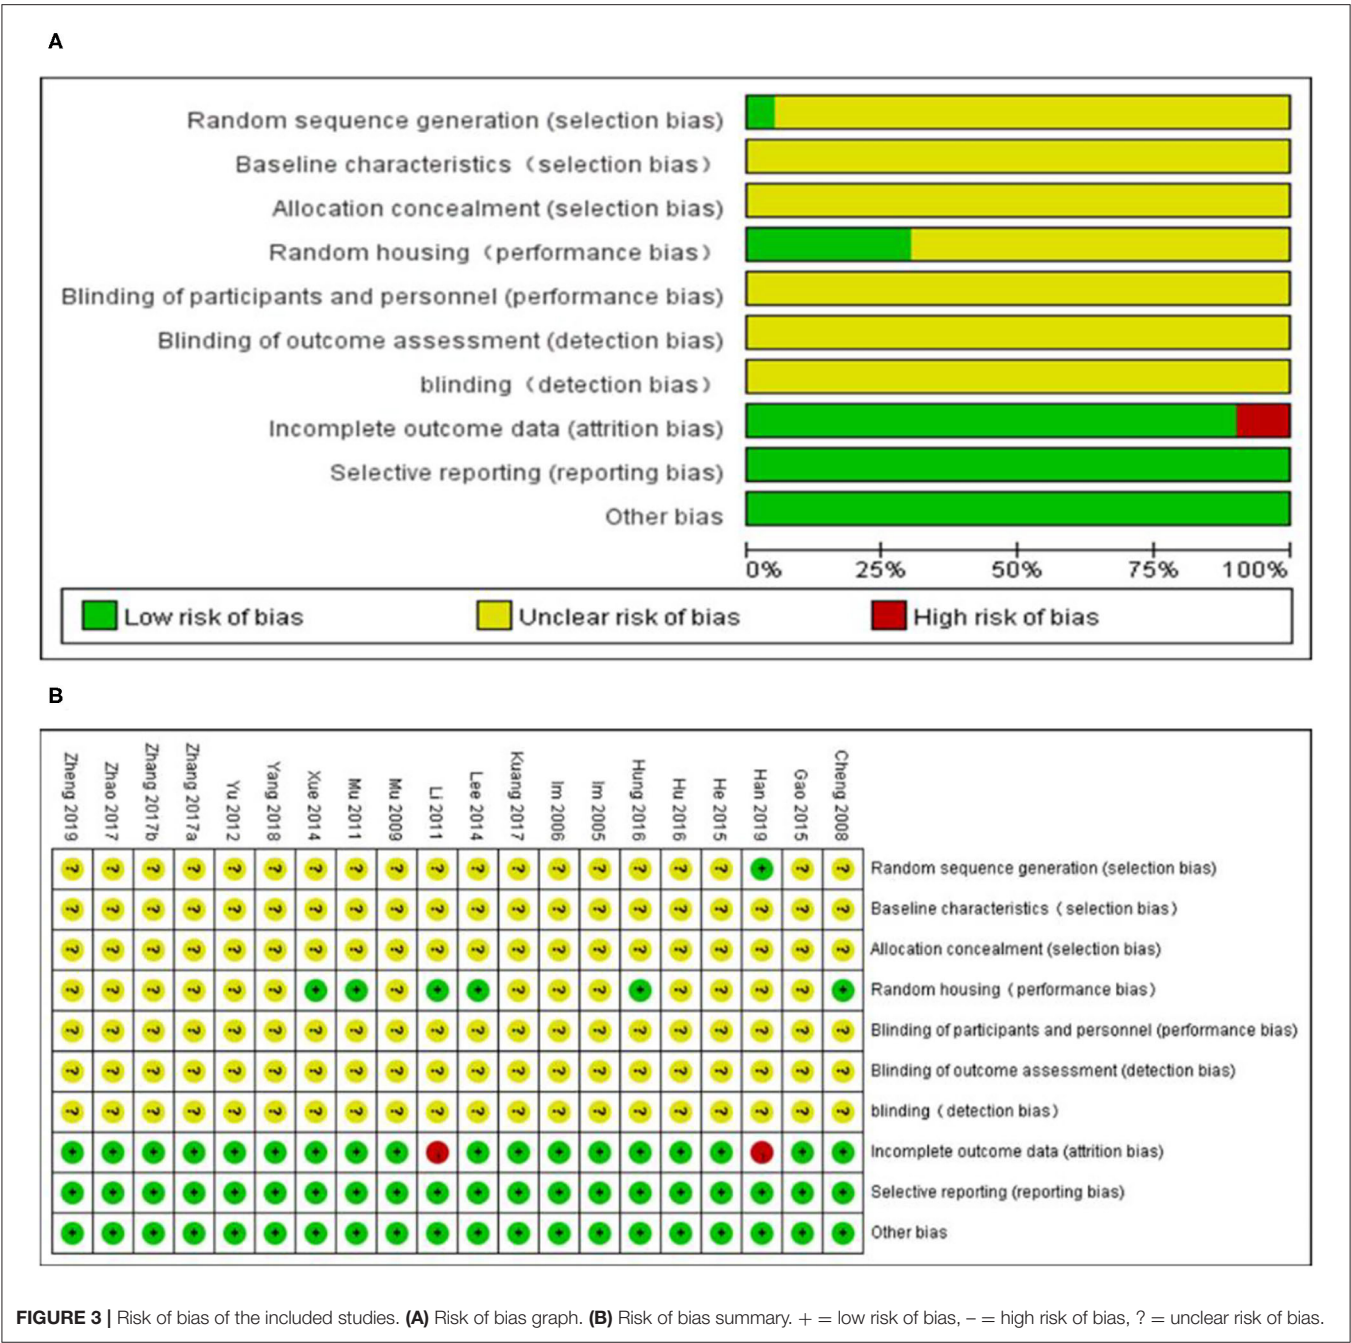 A
Random sequence generation (selection bias)
Baseline characteristics（selection bias）
Allocation concealment (selection bias)
Random housing（performance bias）
Blinding of participants and personnel (performance bias)
Blinding of outcome assessment (detection bias)
blinding（detection bias）
Incomplete outcome data (attrition bias)
Selective reporting (reporting bias)
Other bias
0% 25% 50% 75% 100%
Low risk of bias Unclear risk of bias High risk of bias
B
Zheng 2019
Zhao 2017
Zhang 2017b
Zhang 2017a
Yu 2012
Yang 2018
Xue 2014
Mu 2011
Mu 2009
Li 2011
Lee 2014
Kuang 2017
Im 2006
Im 2005
Hung 2016
Hu 2016
He 2015
Han 2019
Gao 2015
Cheng 2008
? ? ? ? ? ? ? ? ? ? ? ? ? ? ? ? ? + ? ? Random sequence generation (selection bias)
? ? ? ? ? ? ? ? ? ? ? ? ? ? ? ? ? ? ? ? Baseline characteristics（selection bias）
? ? ? ? ? ? ? ? ? ? ? ? ? ? ? ? ? ? ? ? Allocation concealment (selection bias)
? ? ? ? ? ? + + ? + + ? ? ? + ? ? ? ? + Random housing（performance bias）
? ? ? ? ? ? ? ? ? ? ? ? ? ? ? ? ? ? ? ? Blinding of participants and personnel (performance bias)
? ? ? ? ? ? ? ? ? ? ? ? ? ? ? ? ? ? ? ? Blinding of outcome assessment (detection bias)
? ? ? ? ? ? ? ? ? ? ? ? ? ? ? ? ? ? ? ? blinding（detection bias）
+ + + + + + + + + - + + + + + + + - + + Incomplete outcome data (attrition bias)
+ + + + + + + + + + + + + + + + + + + + Selective reporting (reporting bias)
+ + + + + + + + + + + + + + + + + + + + Other bias
FIGURE 3 | Risk of bias of the included studies. (A) Risk of bias graph. (B) Risk of bias summary. + = low risk of bias, – = high risk of bias, ? = unclear risk of bias.